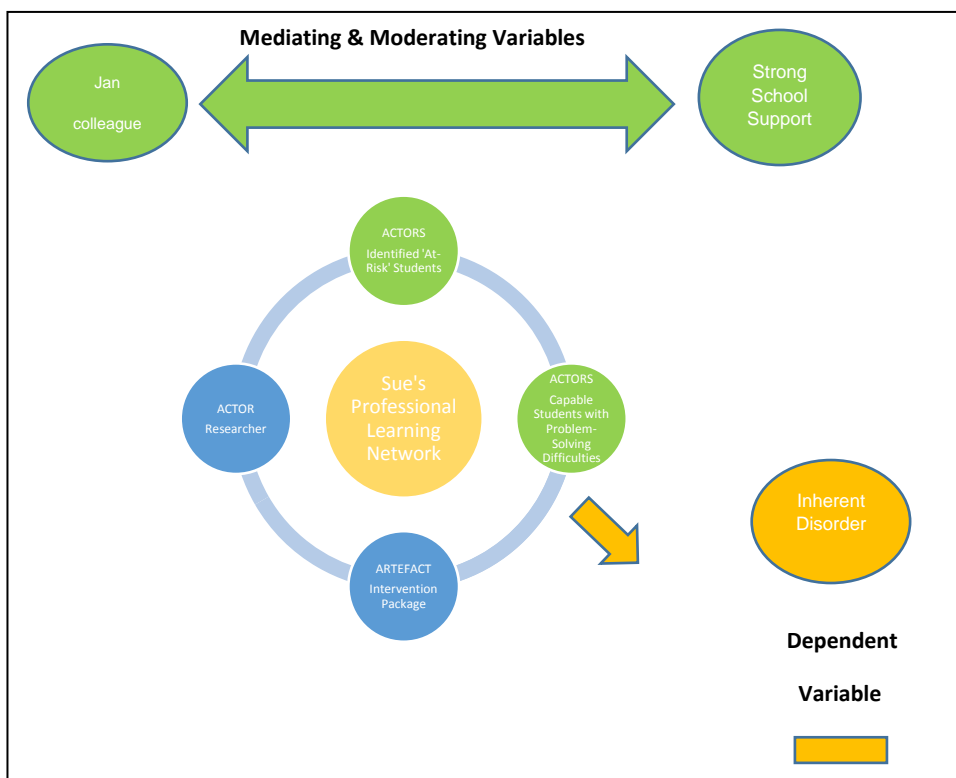 Mediating & Moderating Variables
Jan
colleague
Strong
School
Support
ACTORS
Identified 'At-
Risk' Students
ACTOR
Researcher
Sue's
Professional
Learning
Network
ACTORS
Capable
Students with
Problem-
Solving
Difficulties
ARTEFACT
Intervention
Package
Inherent
Disorder
Dependent
Variable